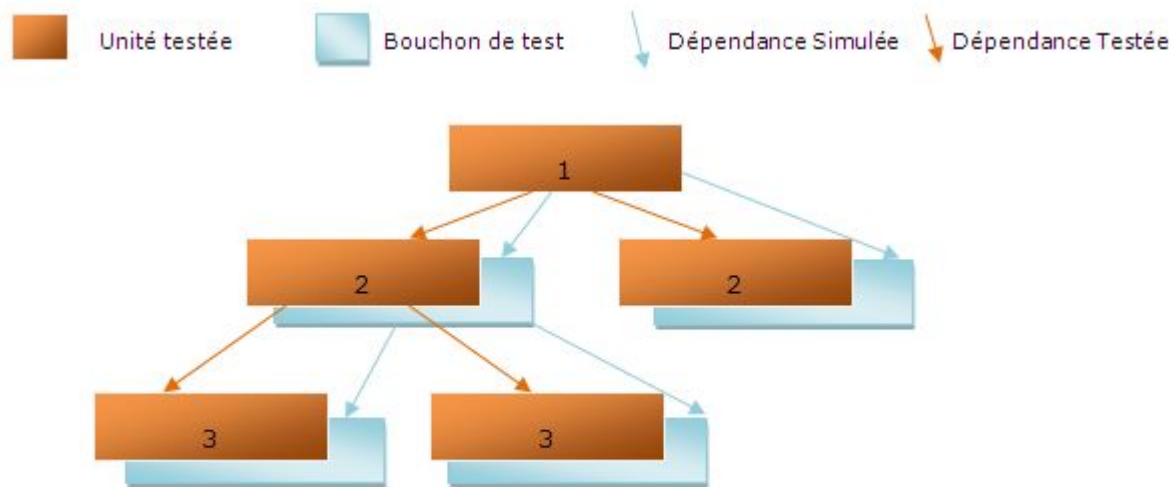 Unité testée
Bouchon de test
Dépendance Simulée
Dépendance Testée
1
2
2
3
3